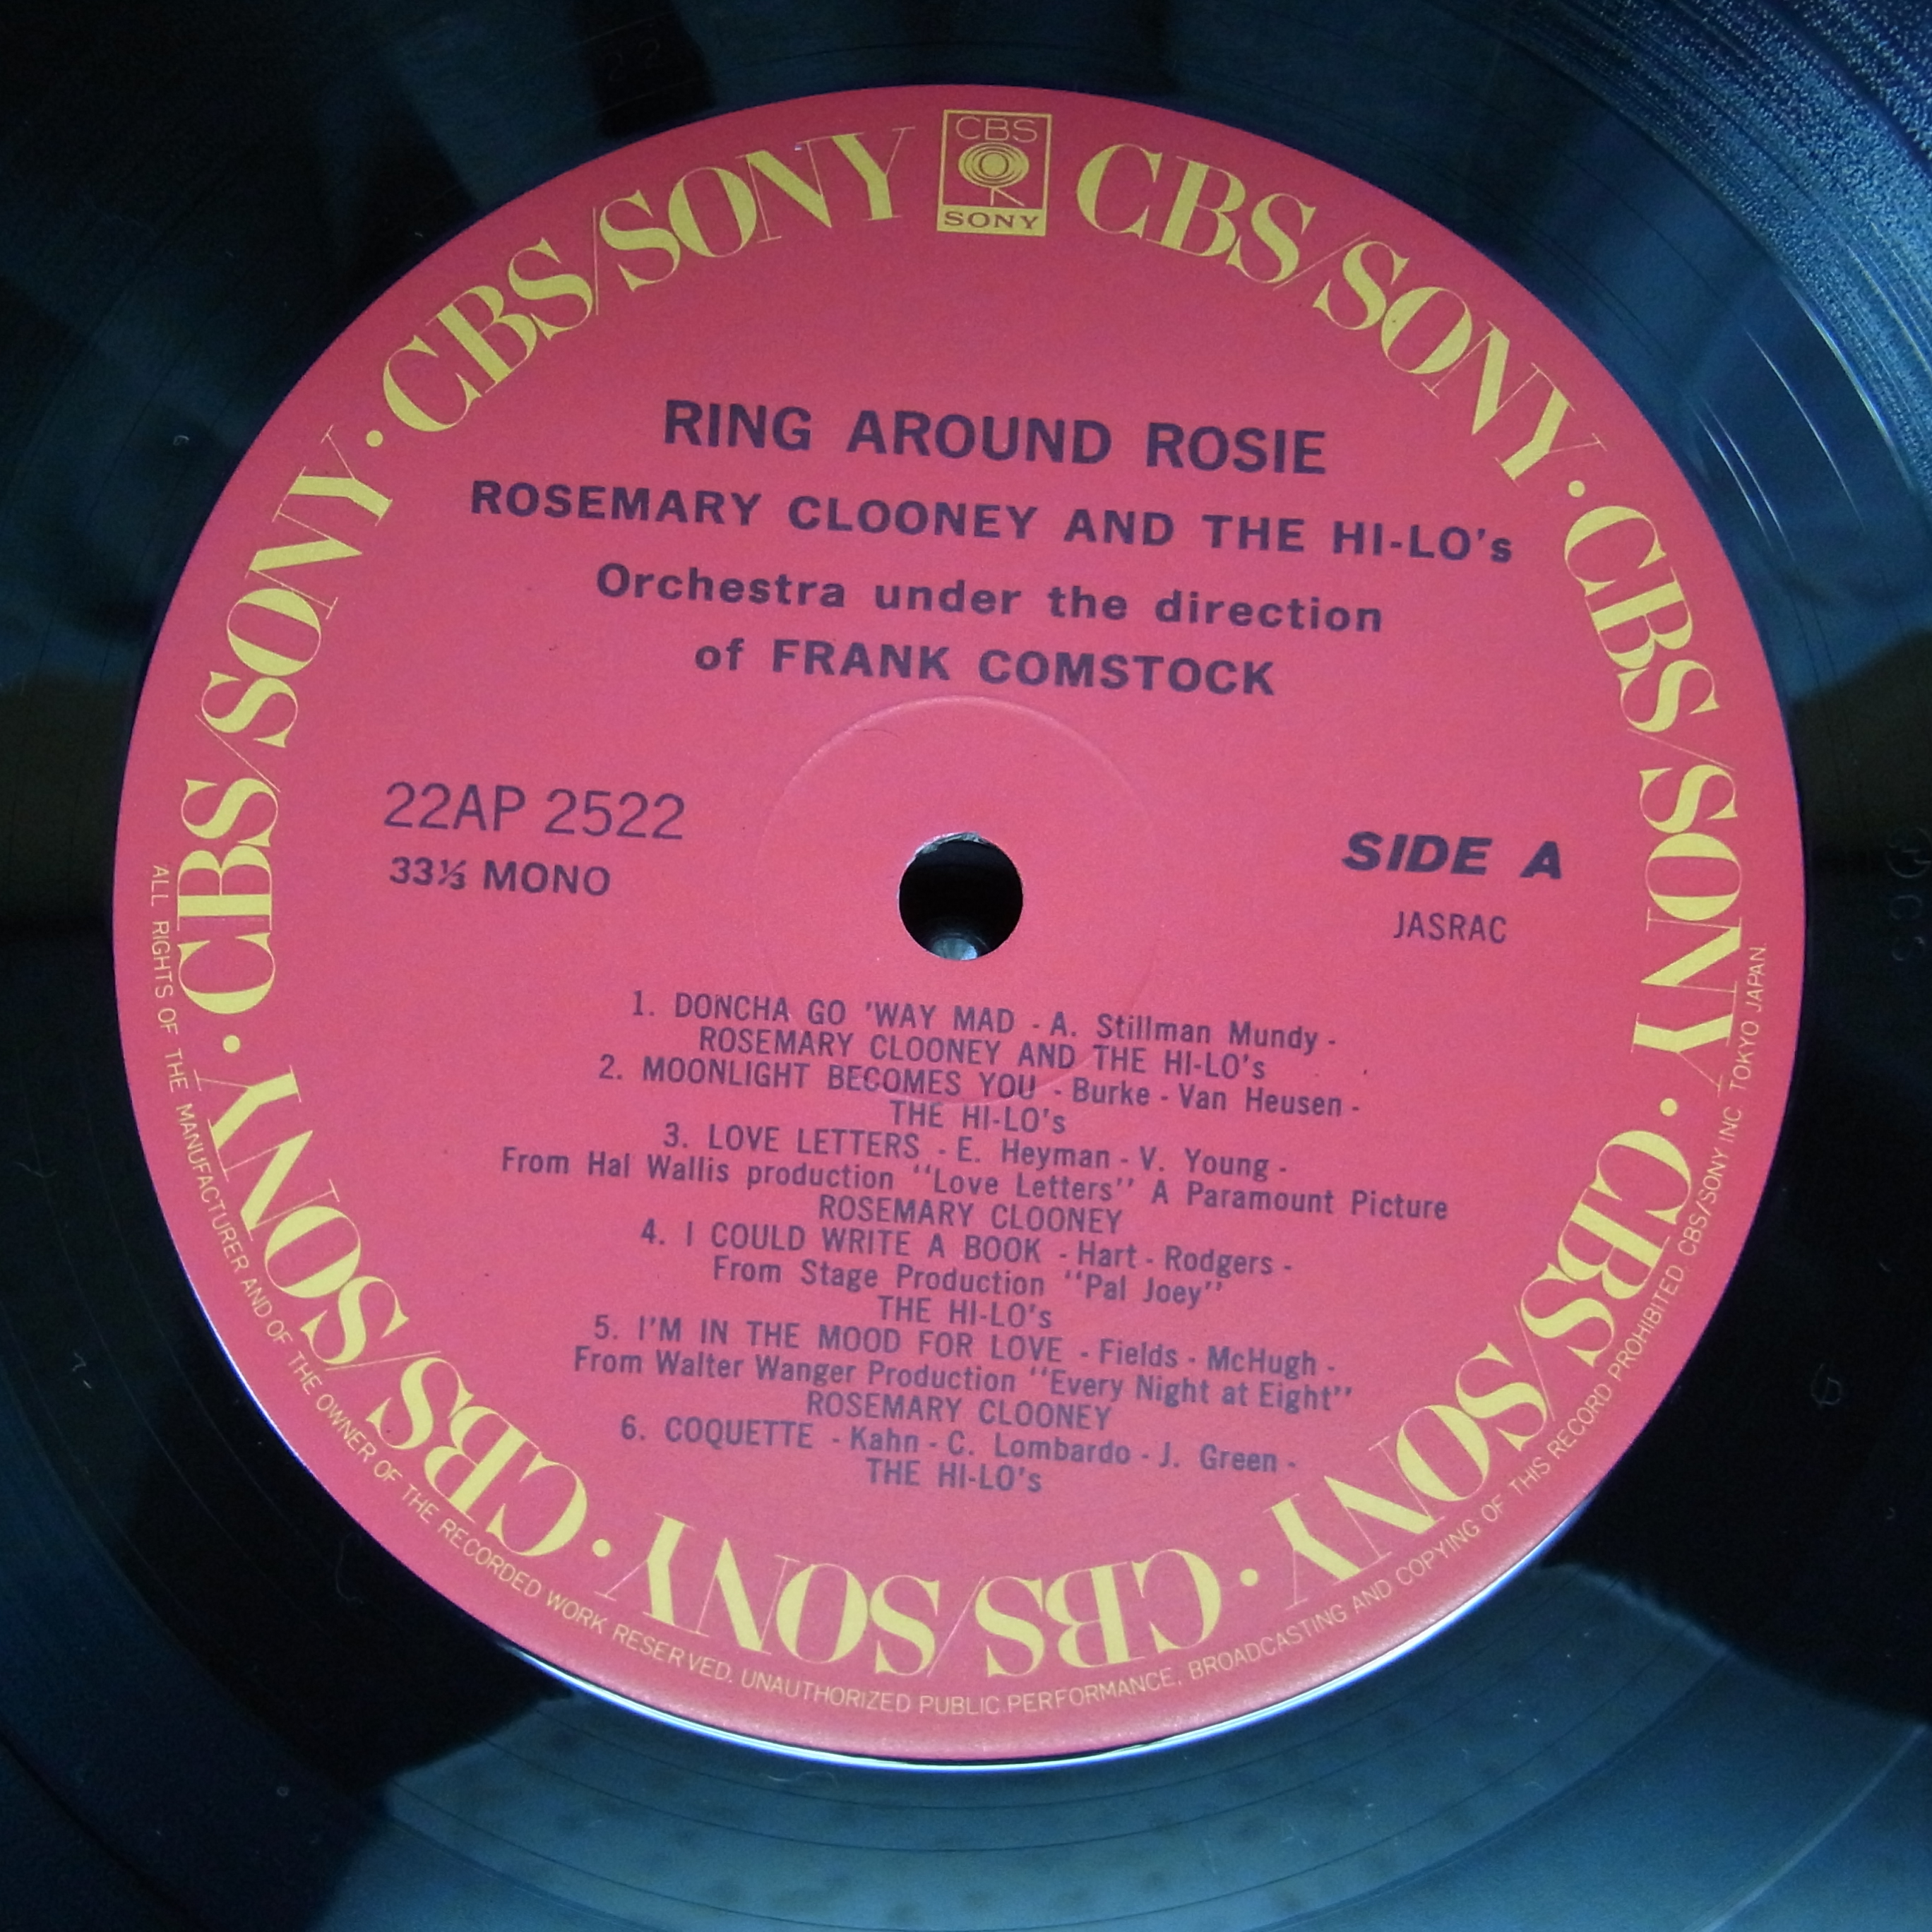 CBS
SONY
CBS/SONY · CBS/SONY · CBS/SONY · CBS/SONY · CBS/SONY · CBS/SONY · CBS/SONY
RING AROUND ROSIE
ROSEMARY CLOONEY AND THE HI-LO's
Orchestra under the direction
of FRANK COMSTOCK
22AP 2522
33⅓ MONO
SIDE A
JASRAC
1. DONCHA GO 'WAY MAD - A. Stillman Mundy -
ROSEMARY CLOONEY AND THE HI-LO's
2. MOONLIGHT BECOMES YOU - Burke - Van Heusen -
THE HI-LO's
3. LOVE LETTERS - E. Heyman - V. Young -
From Hal Wallis production "Love Letters" A Paramount Picture
ROSEMARY CLOONEY
4. I COULD WRITE A BOOK - Hart - Rodgers -
From Stage Production "Pal Joey"
THE HI-LO's
5. I'M IN THE MOOD FOR LOVE - Fields - McHugh -
From Walter Wanger Production "Every Night at Eight"
ROSEMARY CLOONEY
6. COQUETTE - Kahn - C. Lombardo - J. Green -
THE HI-LO's
ALL RIGHTS OF THE MANUFACTURER AND OF THE OWNER OF THE RECORDED WORK RESERVED. UNAUTHORIZED PUBLIC PERFORMANCE, BROADCASTING AND COPYING OF THIS RECORD PROHIBITED CBS/SONY INC TOKYO JAPAN